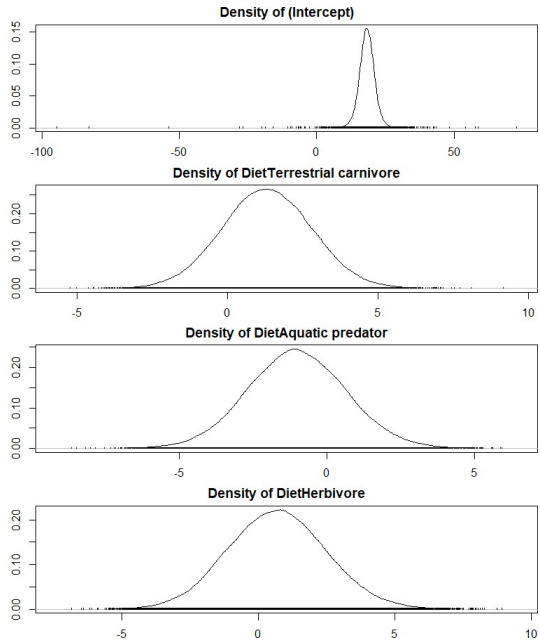 Density of (Intercept)
0.00 0.05 0.10 0.15
-100 -50 0 50
Density of DietTerrestrial carnivore
0.00 0.10 0.20
-5 0 5 10
Density of DietAquatic predator
0.00 0.10 0.20
-5 0 5
Density of DietHerbivore
0.00 0.10 0.20
-5 0 5 10